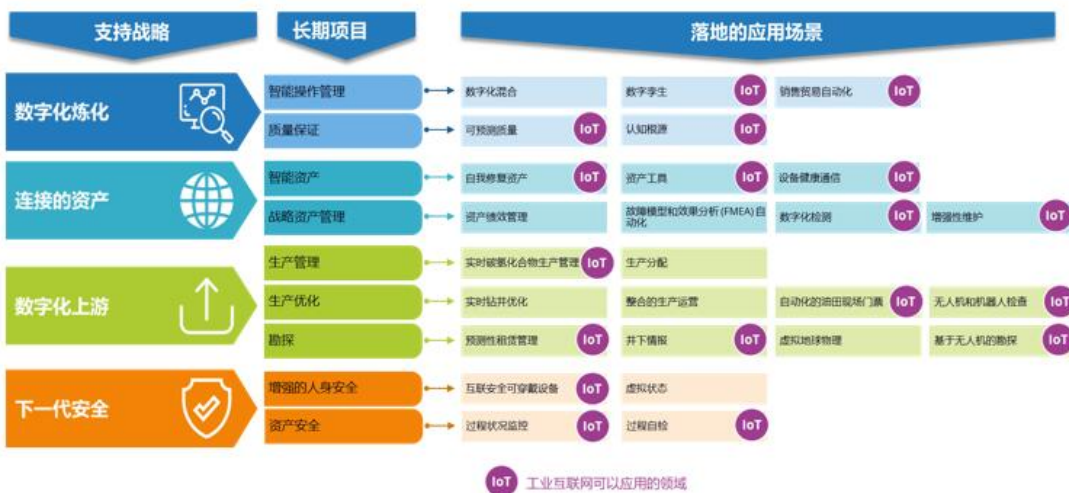 支持战略
长期项目
落地的应用场景
数字化炼化
智能操作管理
数字化混合
数字孪生
IoT
销售贸易自动化
IoT
质量保证
可预测质量
IoT
认知根源
IoT
连接的资产
智能资产
自我修复资产
IoT
资产工具
IoT
设备健康通信
IoT
战略资产管理
资产绩效管理
故障模型和效果分析(FMEA)自
动化
数字化检测
IoT
增强性维护
IoT
数字化上游
生产管理
实时碳氢化合物生产管理
IoT
生产分配
生产优化
实时钻井优化
整合的生产运营
自动化的油田现场门票
IoT
无人机和机器人检查
IoT
勘探
预测性租赁管理
IoT
井下情报
IoT
虚拟地球物理
基于无人机的勘探
IoT
下一代安全
增强的人身安全
互联安全可穿戴设备
IoT
虚拟状态
资产安全
过程状况监控
IoT
过程自检
IoT
IoT 工业互联网可以应用的领域